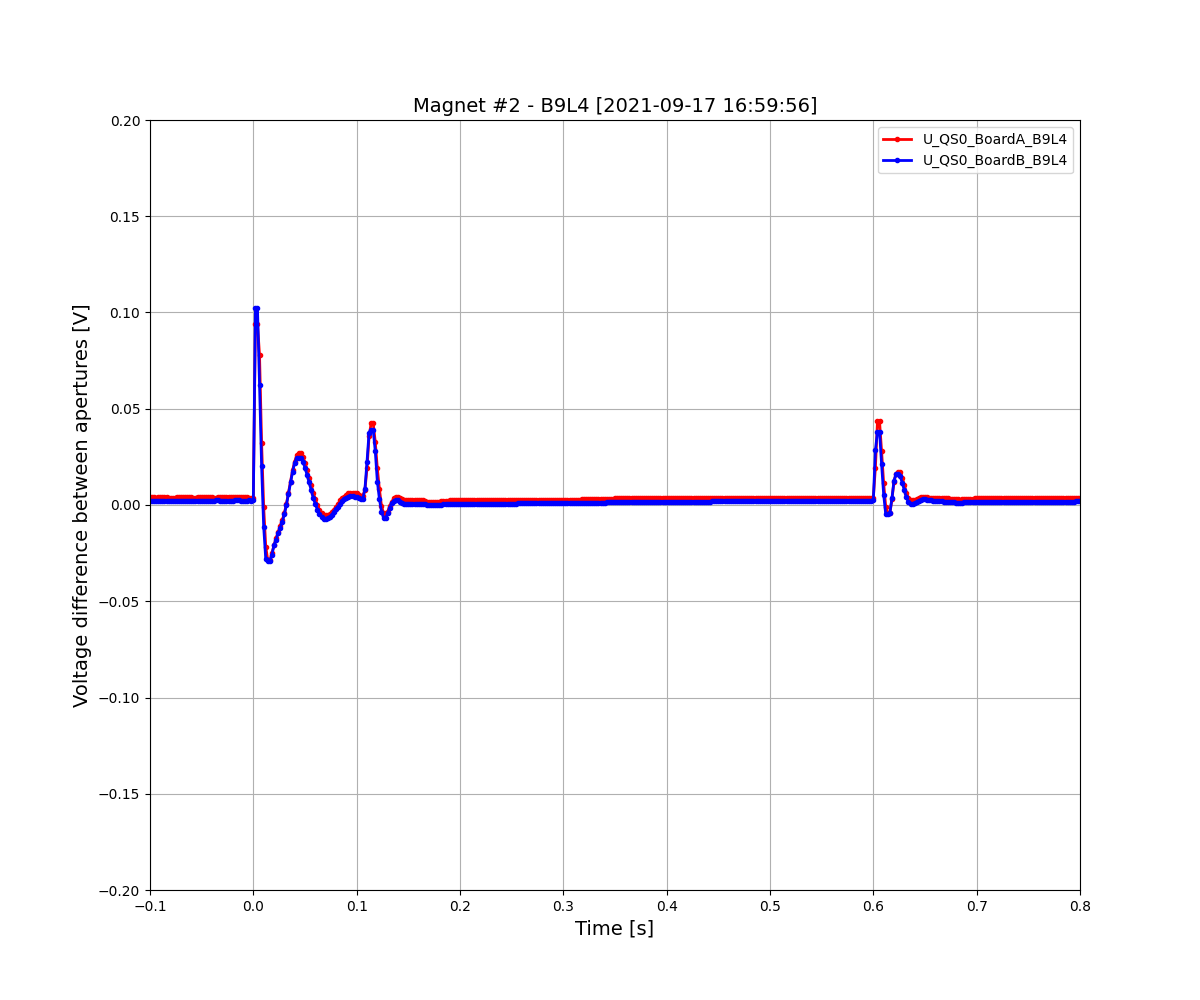 Magnet #2 - B9L4 [2021-09-17 16:59:56]
U_QS0_BoardA_B9L4
U_QS0_BoardB_B9L4
Voltage difference between apertures [V]
0.20
0.15
0.10
0.05
0.00
−0.05
−0.10
−0.15
−0.20
−0.1 0.0 0.1 0.2 0.3 0.4 0.5 0.6 0.7 0.8
Time [s]